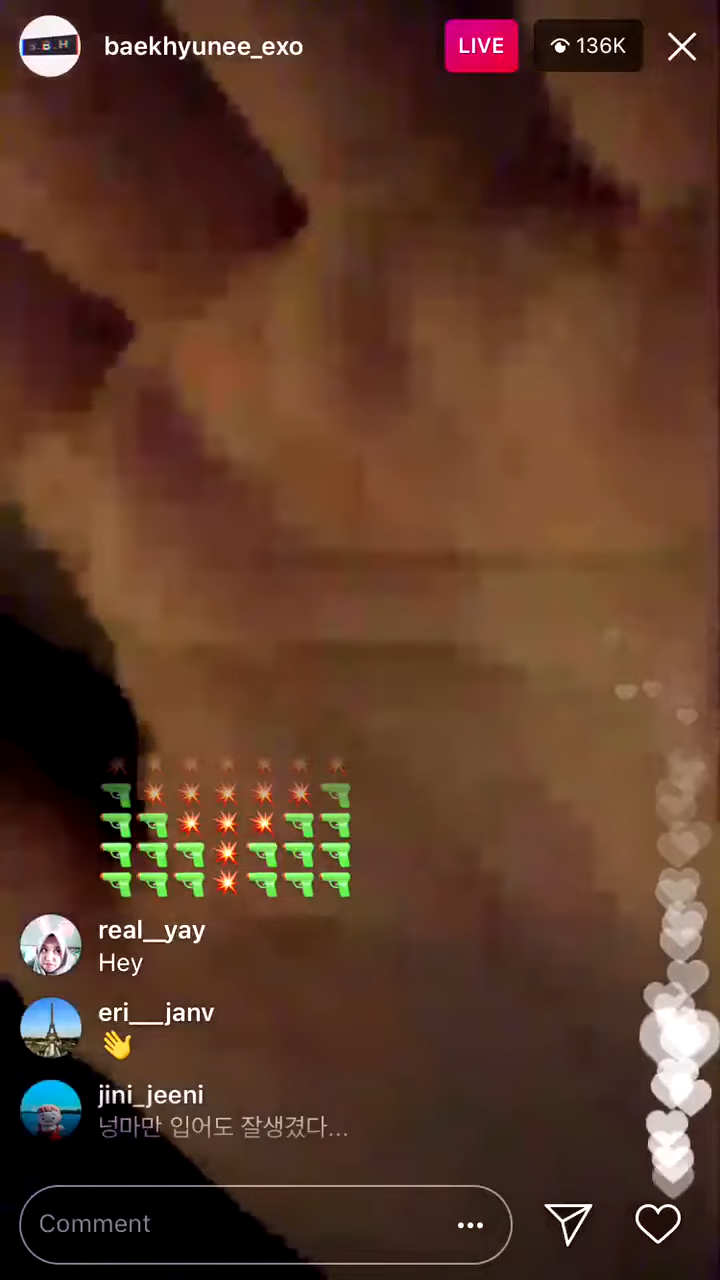 B H
baekhyunee_exo
LIVE
136K
real__yay
Hey
eri___janv
jini_jeeni
넝마만 입어도 잘생겼다...
Comment